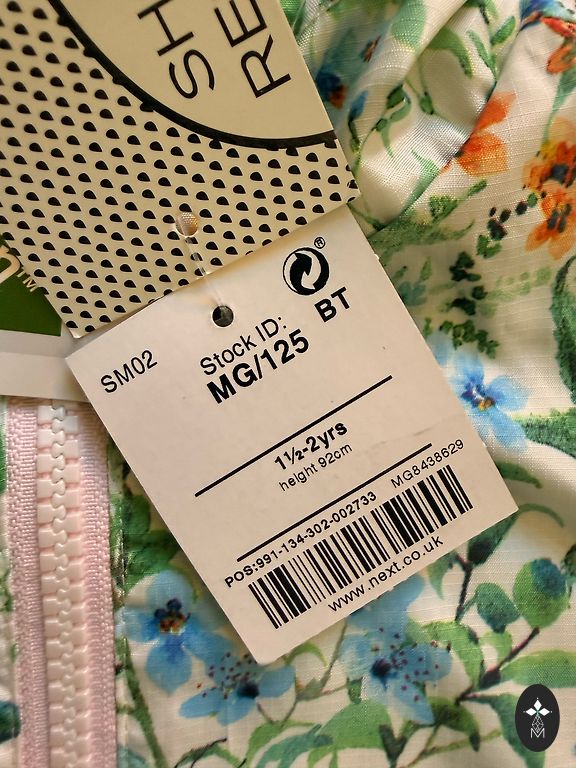 SH
RE
D
SM02
Stock ID:
MG/125
BT
®
1½-2yrs
height 92cm
POS:991-134-302-002733 MG8438629
www.next.co.uk
M